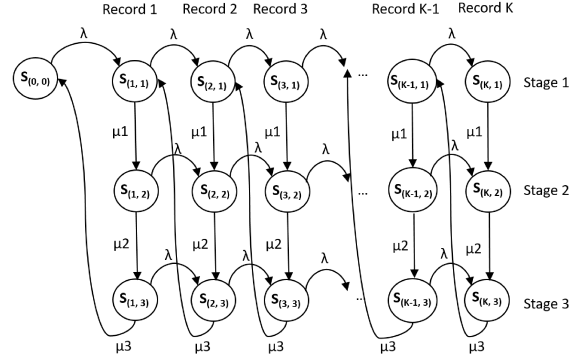 Record 1 Record 2 Record 3 Record K-1 Record K
λ λ λ λ λ
S(0, 0) S(1, 1) S(2, 1) S(3, 1) ... S(K-1, 1) S(K, 1) Stage 1
μ1 μ1 μ1 μ1 μ1
λ λ λ λ
S(1, 2) S(2, 2) S(3, 2) ... S(K-1, 2) S(K, 2) Stage 2
μ2 μ2 μ2 μ2 μ2
λ λ λ λ
S(1, 3) S(2, 3) S(3, 3) ... S(K-1, 3) S(K, 3) Stage 3
μ3 μ3 μ3 μ3 μ3